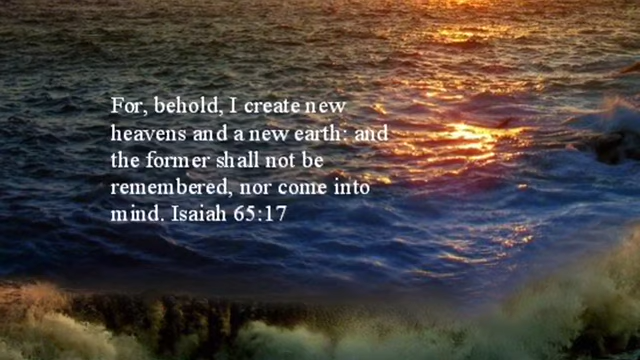 For, behold, I create new
heavens and a new earth: and
the former shall not be
remembered, nor come into
mind. Isaiah 65:17